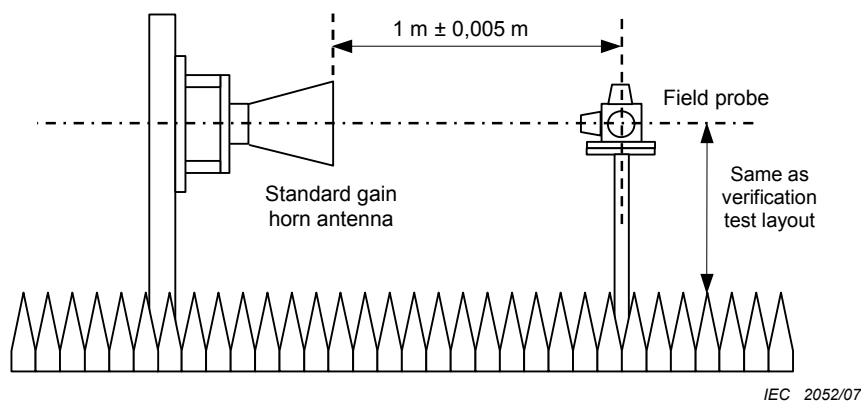 1 m ± 0,005 m
Field probe
Standard gain
horn antenna
Same as
verification
test layout
IEC 2052/07